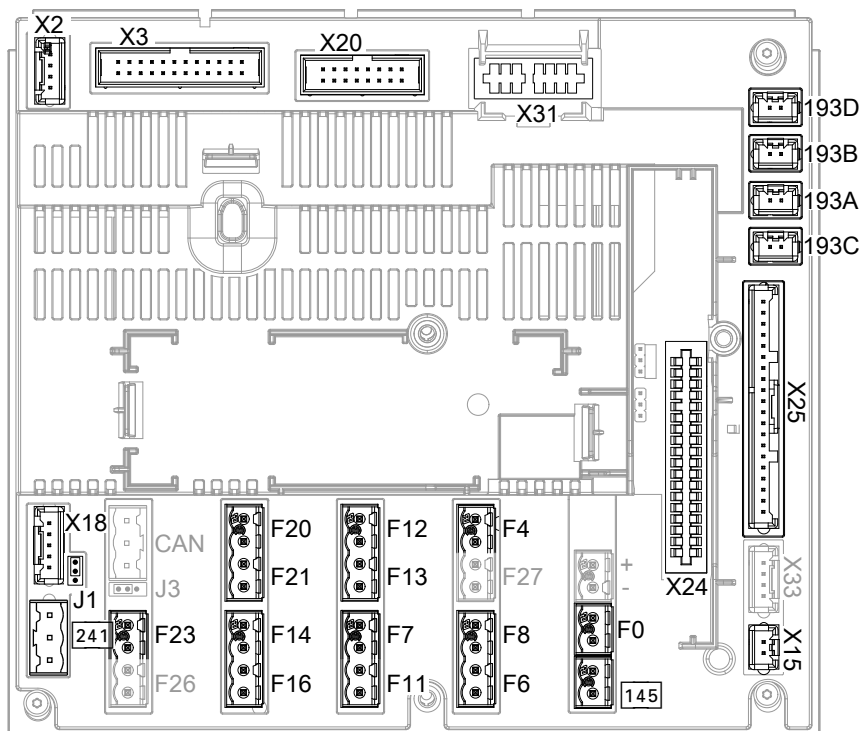 X2
X3
X20
X31
193D
193B
193A
193C
X25
X24
X33
X15
X18
J1
241
CAN
J3
F23
F26
F20
F21
F14
F16
F12
F13
F7
F11
F4
F27
F8
F6
+
-
F0
145